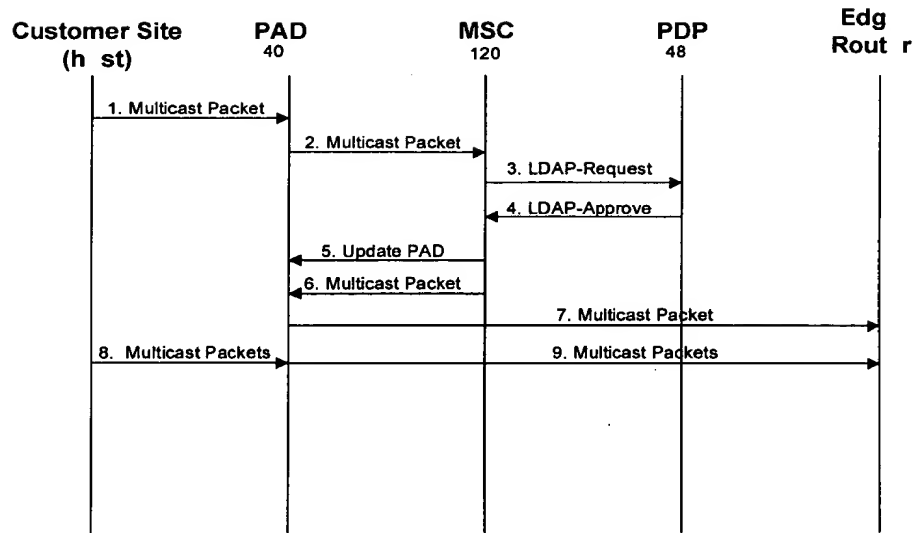 Customer Site
(h st)
PAD
40
MSC
120
PDP
48
Edg
Rout r
1. Multicast Packet
2. Multicast Packet
3. LDAP-Request
4. LDAP-Approve
5. Update PAD
6. Multicast Packet
7. Multicast Packet
8. Multicast Packets
9. Multicast Packets